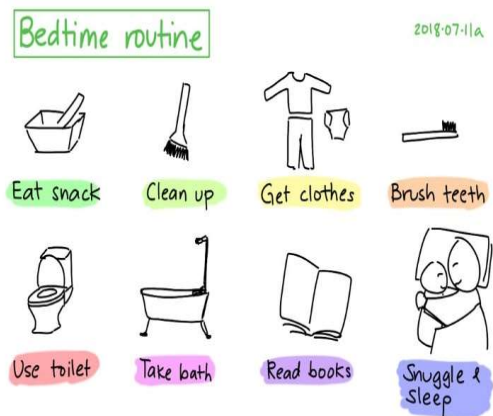 Bedtime routine
2018-07-11a
Eat snack
Clean up
Get clothes
Brush teeth
Use toilet
Take bath
Read books
Snuggle &
sleep